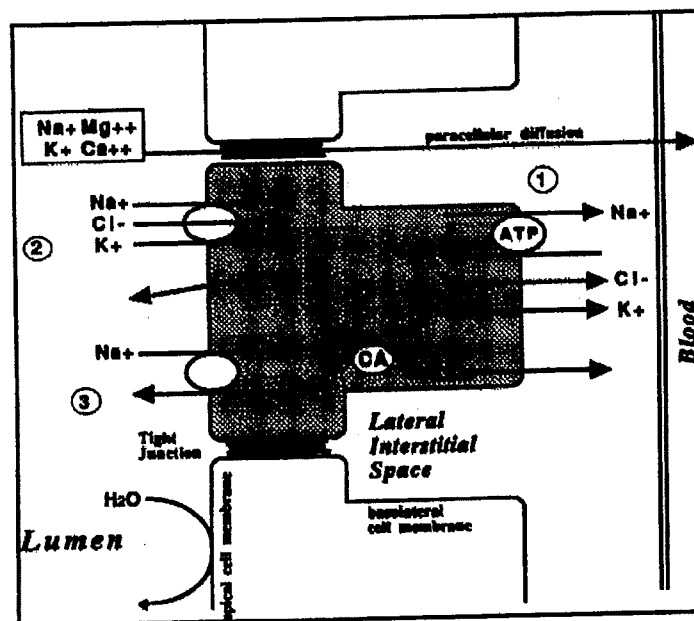 Na+ Mg++
K+ Ca++
paracellular diffusion
1
Na+
Cl-
K+
2
Na+
ATP
Cl-
K+
Blood
Na+
CA
3
Tight
Junction
Lateral
Interstitial
Space
H2O
Lumen
apical cell membrane
basolateral
cell membrane